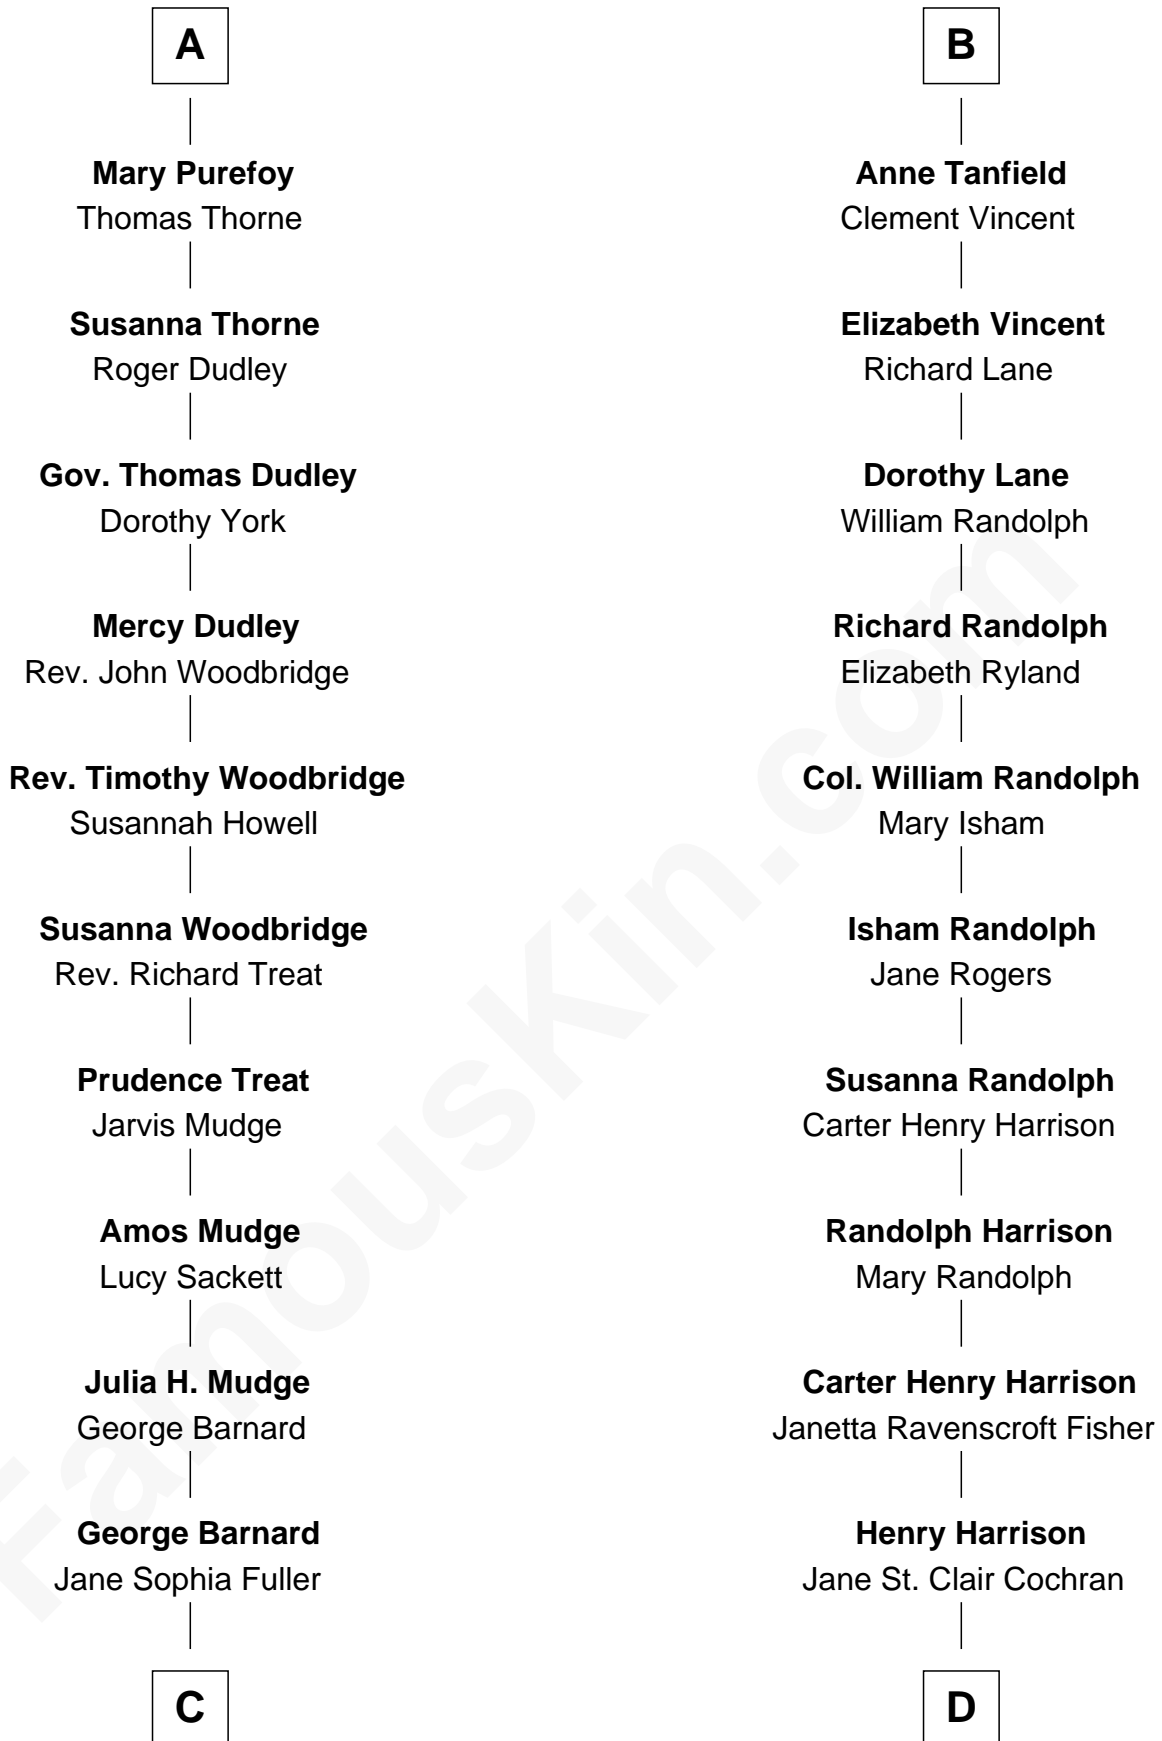 A
Mary Purefoy
Thomas Thorne
Susanna Thorne
Roger Dudley
Gov. Thomas Dudley
Dorothy York
Mercy Dudley
Rev. John Woodbridge
Rev. Timothy Woodbridge
Susannah Howell
Susanna Woodbridge
Rev. Richard Treat
Prudence Treat
Jarvis Mudge
Amos Mudge
Lucy Sackett
Julia H. Mudge
George Barnard
George Barnard
Jane Sophia Fuller
C
B
Anne Tanfield
Clement Vincent
Elizabeth Vincent
Richard Lane
Dorothy Lane
William Randolph
Richard Randolph
Elizabeth Ryland
Col. William Randolph
Mary Isham
Isham Randolph
Jane Rogers
Susanna Randolph
Carter Henry Harrison
Randolph Harrison
Mary Randolph
Carter Henry Harrison
Janetta Ravenscroft Fisher
Henry Harrison
Jane St. Clair Cochran
D
FamousKin.com